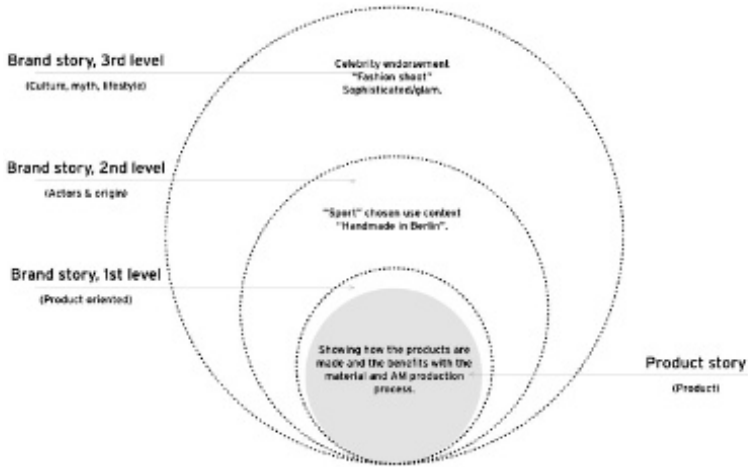 Brand story, 3rd level
(Culture, myth, lifestyle)
Celebrity endorsement
"Fashion shoot"
Sophisticated/glam.
Brand story, 2nd level
(Actors & origin)
"Sport" chosen use context
"Handmade in Berlin".
Brand story, 1st level
(Product oriented)
Showing how the products are
made and the benefits with the
material and AM production
process.
Product story
(Product)